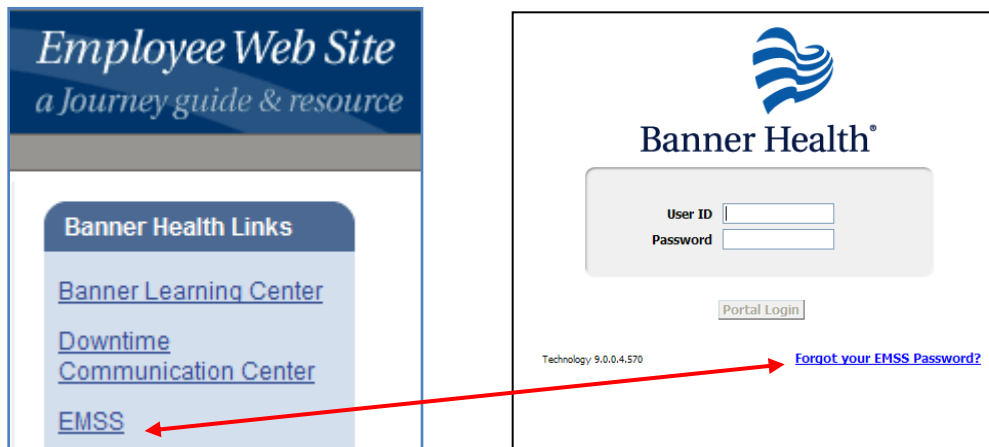 Employee Web Site
a Journey guide & resource
Banner Health Links
Banner Learning Center
Downtime
Communication Center
EMSS
Banner Health®
User ID
Password
Portal Login
Technology 9.0.0.4.570
Forgot your EMSS Password?